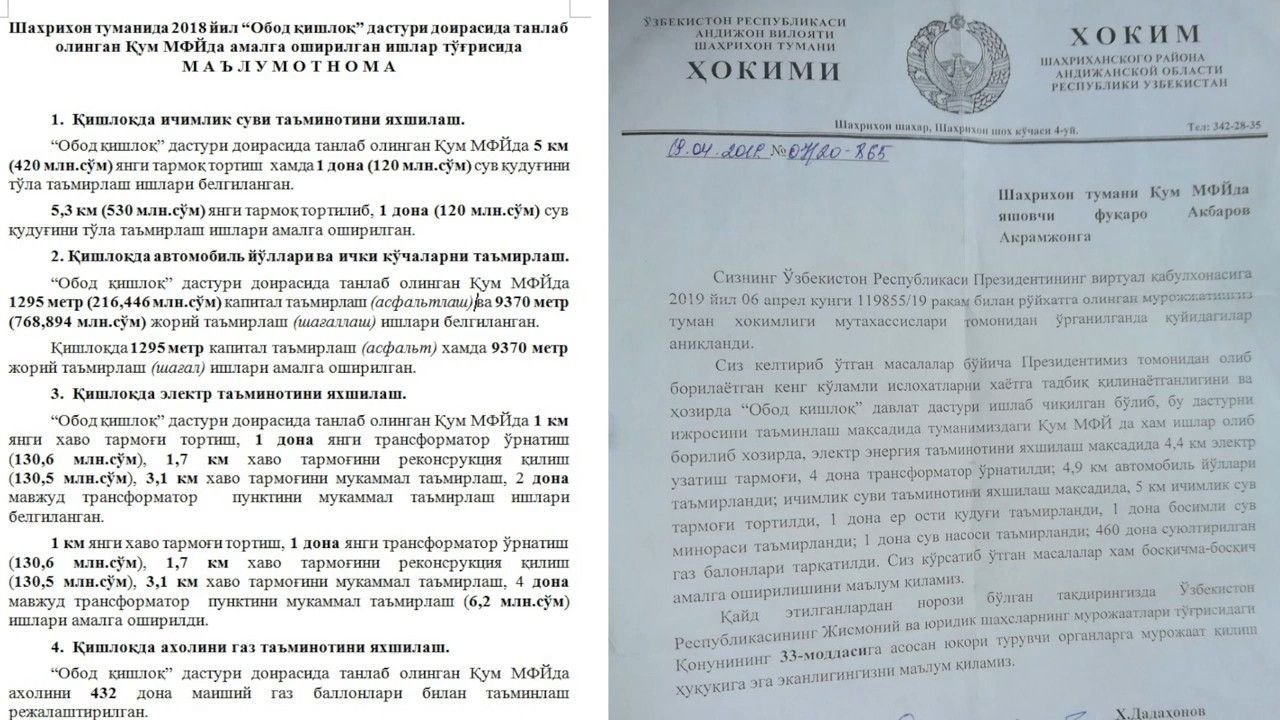 Шахрихон туманида 2018 йил “Обод қишлоқ” дастури доирасида танлаб
олинган Қум МФЙда амалга оширилган ишлар тўғрисида
М А Ъ Л У М О Т Н О М А
1. Қишлоқда ичимлик суви таъминотини яхшилаш.
“Обод қишлоқ” дастури доирасида танлаб олинган Қум МФЙда 5 км
(420 млн.сўм) янги тармоқ тортиш хамда 1 дона (120 млн.сўм) сув қудуғини
тўла таъмирлаш ишлари белгиланган.
5,3 км (530 млн.сўм) янги тармоқ тортилиб, 1 дона (120 млн.сўм) сув
қудуғини тўла таъмирлаш ишлари амалга оширилган.
2. Қишлоқда автомобиль йўллари ва ички кўчаларни таъмирлаш.
“Обод қишлоқ” дастури доирасида танлаб олинган Қум МФЙда
1295 метр (216,446 млн.сўм) капитал таъмирлаш (асфальтлаш) ва 9370 метр
(768,894 млн.сўм) жорий таъмирлаш (шағаллаш) ишлари белгиланган.
Қишлоқда 1295 метр капитал таъмирлаш (асфальт) хамда 9370 метр
жорий таъмирлаш (шағал) ишлари амалга оширилган.
3. Қишлоқда электр таъминотини яхшилаш.
“Обод қишлоқ” дастури доирасида танлаб олинган Қум МФЙда 1 км
янги хаво тармоғи тортиш, 1 дона янги трансформатор ўрнатиш
(130,6 млн.сўм), 1,7 км хаво тармоғини реконсрукция қилиш
(130,5 млн.сўм), 3,1 км хаво тармоғини мукаммал таъмирлаш, 2 дона
мавжуд трансформатор пунктини мукаммал таъмирлаш ишлари
белгиланган.
1 км янги хаво тармоғи тортиш, 1 дона янги трансформатор ўрнатиш
(130,6 млн.сўм), 1,7 км хаво тармоғини реконсрукция қилиш
(130,5 млн.сўм), 3,1 км хаво тармоғини мукаммал таъмирлаш, 4 дона
мавжуд трансформатор пунктини мукаммал таъмирлаш (6,2 млн.сўм)
ишлари амалга оширилди.
4. Қишлоқда ахолини газ таъминотини яхшилаш.
“Обод қишлоқ” дастури доирасида танлаб олинган Қум МФЙда
ахолини 432 дона маиший газ баллонлари билан таъминлаш
режалаштирилган.
ЎЗБЕКИСТОН РЕСПУБЛИКАСИ
АНДИЖОН ВИЛОЯТИ
ШАХРИХОН ТУМАНИ
ҲОКИМИ
ХОКИМ
ШАХРИХАНСКОГО РАЙОНА
АНДИЖАНСКОЙ ОБЛАСТИ
РЕСПУБЛИКИ УЗБЕКИСТАН
Шахрихон шахар, Шахрихон шох кўчаси 4-уй. Тел: 342-28-35
19.04.2019. № 07/20-865
Шахрихон тумани Қум МФЙда
яшовчи фуқаро Акбаров
Акрамжонга
Сизнинг Ўзбекистон Республикаси Президентининг виртуал қабулхонасига
2019 йил 06 апрел кунги 119855/19 рақам билан рўйхатга олинган мурожжатингиз
туман хокимлиги мутахассислари томонидан ўрганилганда қуйидагилар
аниқланди.
Сиз келтириб ўтган масалалар бўйича Президентимиз томонидан олиб
борилаётган кенг кўламли ислохатларни хаётга тадбиқ қилинаётганлигини ва
ҳозирда “Обод қишлоқ” давлат дастури ишлаб чиқилган бўлиб, бу дастурни
ижросини таъминлаш мақсадида туманимиздаги Қум МФЙ да хам ишлар олиб
борилиб хозирда, электр энергия таъминотини яхшилаш мақсадида 4,4 км электр
узатиш тармоғи, 4 дона трансформатор ўрнатилди; 4,9 км автомобиль йўллари
таъмирланди; ичимлик суви таъминотини яхшилаш мақсадида, 5 км ичимлик сув
тармоғи тортилди, 1 дона ер ости қудуғи таъмирланди, 1 дона босимли сув
минораси таъмирланди; 1 дона сув насоси таъмирланди; 460 дона суюлтирилган
газ балонлари тарқатилди. Сиз кўрсатиб ўтган масалалар хам босқичма-босқич
амалга оширилишини маълум қиламиз.
Қайд этилганлардан норози бўлган тақдирингизда Ўзбекистон
Республикасининг Жисмоний ва юридик шахсларнинг мурожаатлари тўғрисидаги
Қонунининг 33-моддасига асосан юқори турувчи органларга мурожаат қилиш
ҳуқуқига эга эканлигингизни маълум қиламиз.
Ҳ.Дадахонов